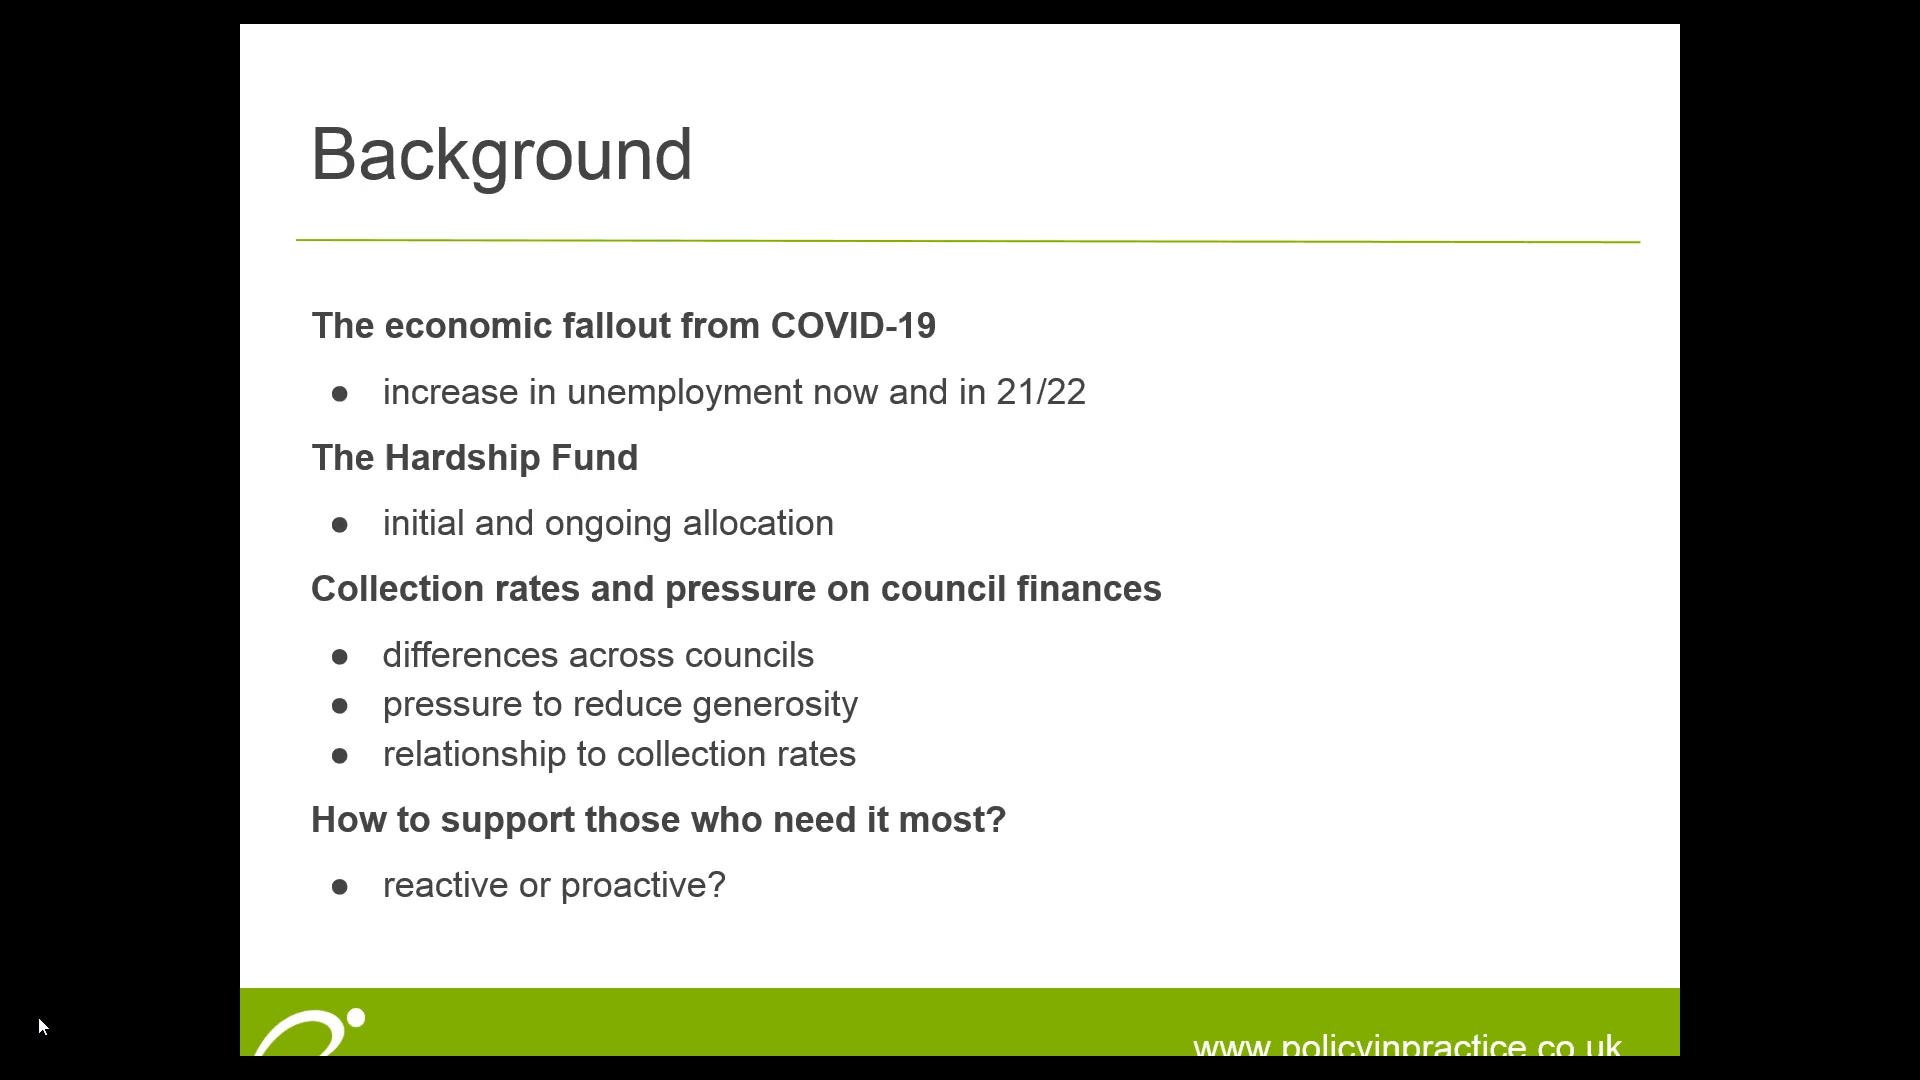 Background
The economic fallout from COVID-19
● increase in unemployment now and in 21/22
The Hardship Fund
● initial and ongoing allocation
Collection rates and pressure on council finances
● differences across councils
● pressure to reduce generosity
● relationship to collection rates
How to support those who need it most?
● reactive or proactive?
www.policyinpractice.co.uk